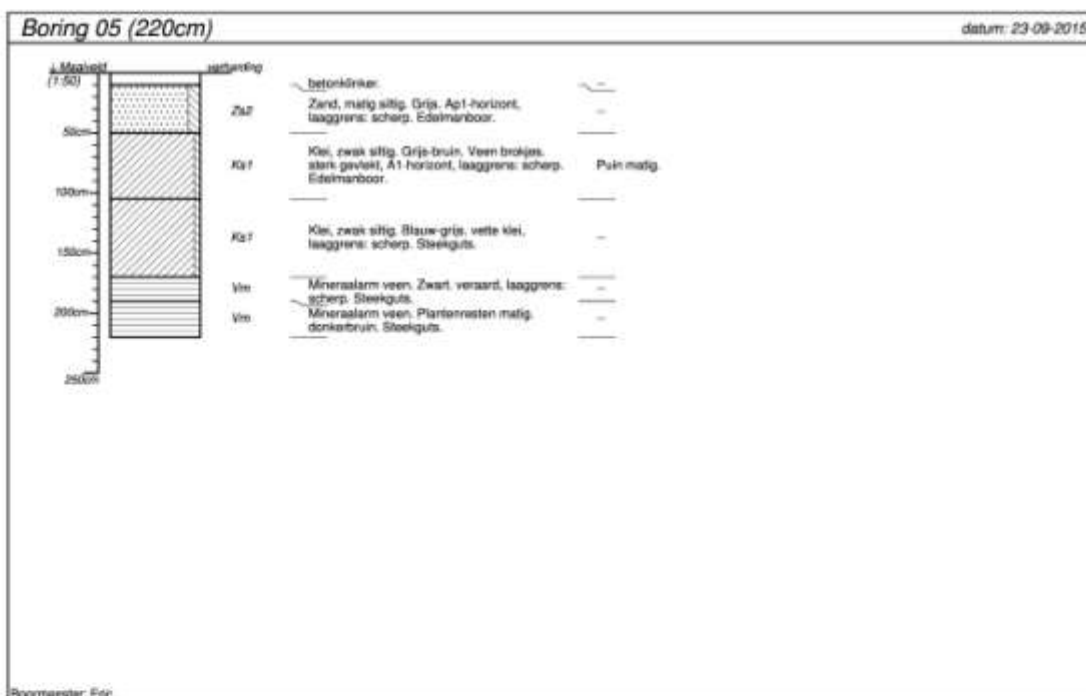 Boring 05 (220cm)
datum: 23-09-2015
Maaiveld
verharding
(1:50)
betonklinker.
–
Zs2
Zand, matig siltig. Grijs. Ap1-horizont,
laaggrens: scherp. Edelmanboor.
–
50cm
Ks1
Klei, zwak siltig. Grijs-bruin. Veen brokjes.
sterk gevlekt, A1-horizont, laaggrens: scherp.
Edelmanboor.
Puin matig.
100cm
Ks1
Klei, zwak siltig. Blauw-grijs. vette klei,
laaggrens: scherp. Steekguts.
–
150cm
Vm
Mineraalarm veen. Zwart. veraard, laaggrens:
scherp. Steekguts.
–
200cm
Vm
Mineraalarm veen. Plantenresten matig.
donkerbruin. Steekguts.
–
250cm
Boormeester: Eric